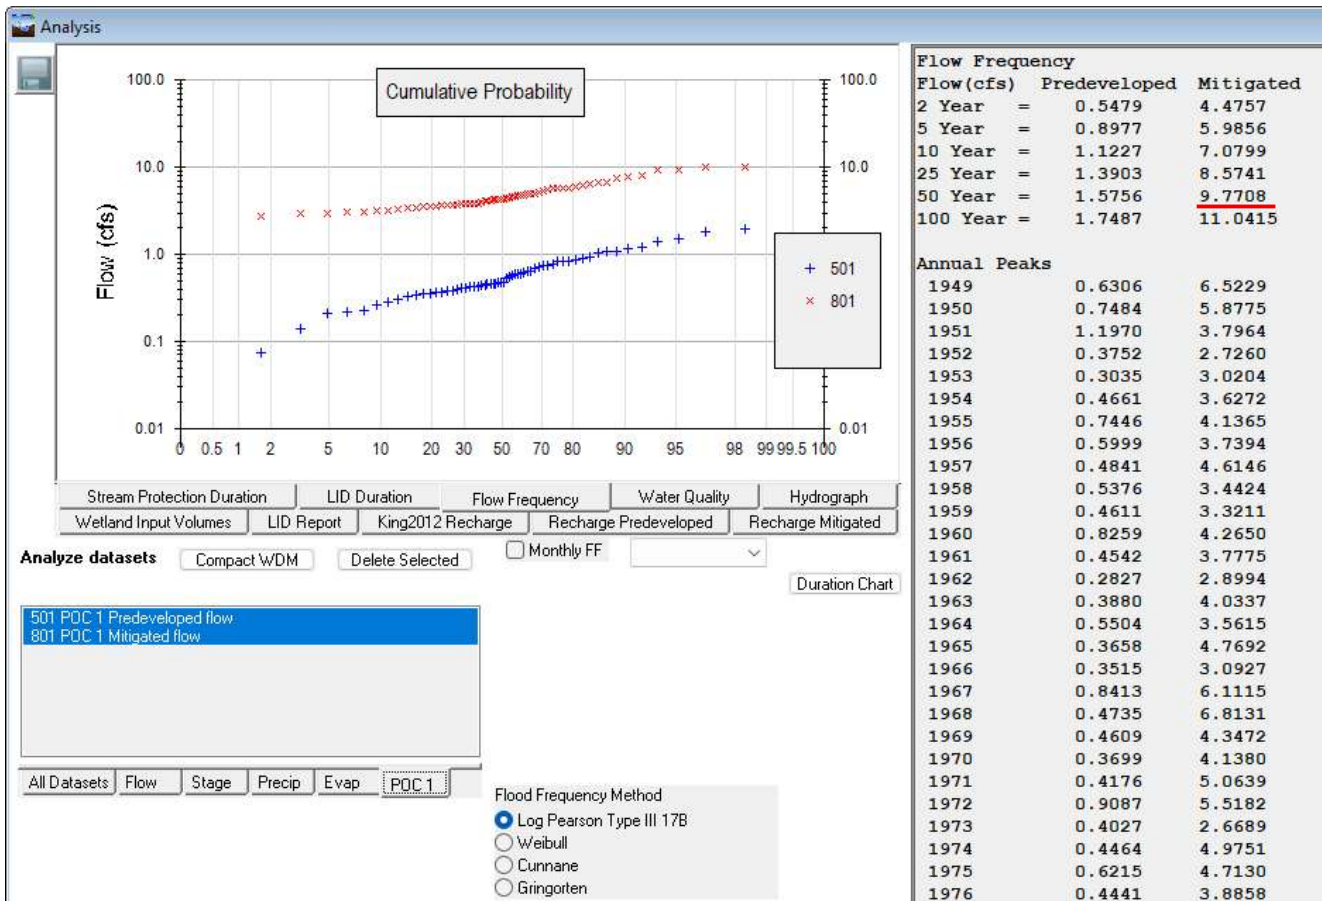 Analysis
Cumulative Probability
100.0
10.0
1.0
0.1
0.01
Flow (cfs)
100.0
10.0
0.01
501
801
0 0.5 1 2 5 10 20 30 50 70 80 90 95 98 99 99.5 100
Stream Protection Duration LID Duration Flow Frequency Water Quality Hydrograph
Wetland Input Volumes LID Report King2012 Recharge Recharge Predeveloped Recharge Mitigated
Analyze datasets Compact WDM Delete Selected Monthly FF
Duration Chart
501 POC 1 Predeveloped flow
801 POC 1 Mitigated flow
All Datasets Flow Stage Precip Evap POC 1
Flood Frequency Method
Log Pearson Type III 17B
Weibull
Cunnane
Gringorten
Flow Frequency
Flow(cfs) Predeveloped Mitigated
2 Year = 0.5479 4.4757
5 Year = 0.8977 5.9856
10 Year = 1.1227 7.0799
25 Year = 1.3903 8.5741
50 Year = 1.5756 9.7708
100 Year = 1.7487 11.0415
Annual Peaks
1949 0.6306 6.5229
1950 0.7484 5.8775
1951 1.1970 3.7964
1952 0.3752 2.7260
1953 0.3035 3.0204
1954 0.4661 3.6272
1955 0.7446 4.1365
1956 0.5999 3.7394
1957 0.4841 4.6146
1958 0.5376 3.4424
1959 0.4611 3.3211
1960 0.8259 4.2650
1961 0.4542 3.7775
1962 0.2827 2.8994
1963 0.3880 4.0337
1964 0.5504 3.5615
1965 0.3658 4.7692
1966 0.3515 3.0927
1967 0.8413 6.1115
1968 0.4735 6.8131
1969 0.4609 4.3472
1970 0.3699 4.1380
1971 0.4176 5.0639
1972 0.9087 5.5182
1973 0.4027 2.6689
1974 0.4464 4.9751
1975 0.6215 4.7130
1976 0.4441 3.8858